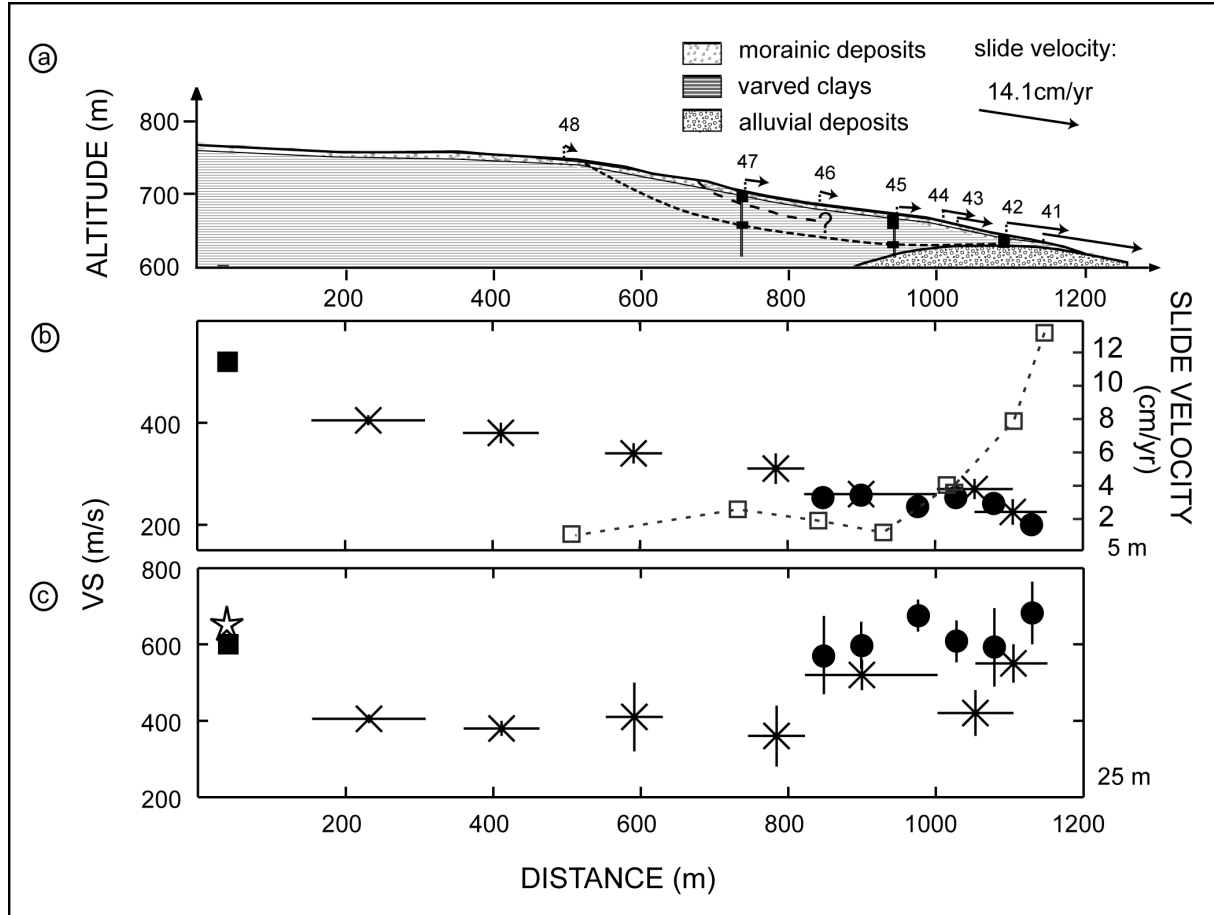 a
morainic deposits
varved clays
alluvial deposits
slide velocity:
14.1cm/yr
ALTITUDE (m)
800
700
600
48
47
46
45
44
43
42
41
?
200
400
600
800
1000
1200
b
400
200
12
10
8
6
4
2
5 m
SLIDE VELOCITY
(cm/yr)
VS (m/s)
c
800
600
400
200
25 m
200
400
600
800
1000
1200
DISTANCE (m)